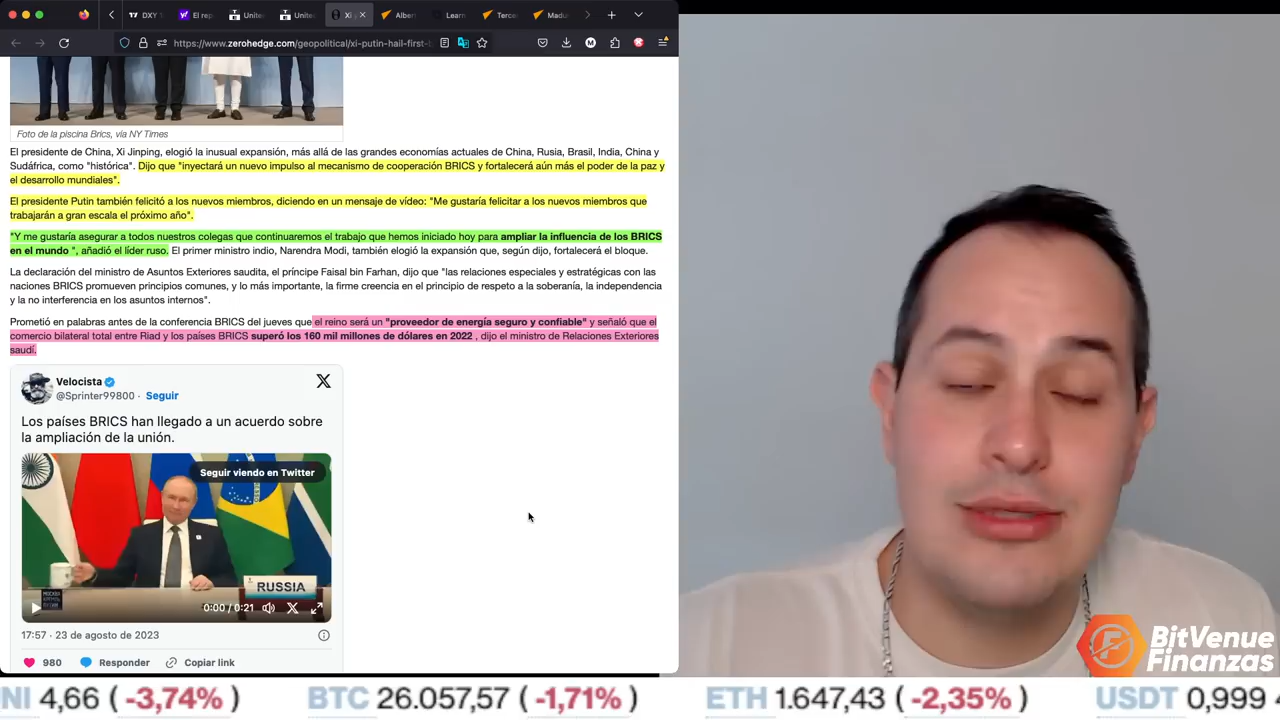 DXY
El rep
United
United
Xi y
Albert
Learn
Tercer
Madur
https://www.zerohedge.com/geopolitical/xi-putin-hail-first-
Foto de la piscina Brics, vía NY Times
El presidente de China, Xi Jinping, elogió la inusual expansión, más allá de las grandes economías actuales de China, Rusia, Brasil, India, China y
Sudáfrica, como "histórica". Dijo que "inyectará un nuevo impulso al mecanismo de cooperación BRICS y fortalecerá aún más el poder de la paz y
el desarrollo mundiales".
El presidente Putin también felicitó a los nuevos miembros, diciendo en un mensaje de vídeo: "Me gustaría felicitar a los nuevos miembros que
trabajarán a gran escala el próximo año".
"Y me gustaría asegurar a todos nuestros colegas que continuaremos el trabajo que hemos iniciado hoy para ampliar la influencia de los BRICS
en el mundo ", añadió el líder ruso. El primer ministro indio, Narendra Modi, también elogió la expansión que, según dijo, fortalecerá el bloque.
La declaración del ministro de Asuntos Exteriores saudita, el príncipe Faisal bin Farhan, dijo que "las relaciones especiales y estratégicas con las
naciones BRICS promueven principios comunes, y lo más importante, la firme creencia en el principio de respeto a la soberanía, la independencia
y la no interferencia en los asuntos internos".
Prometió en palabras antes de la conferencia BRICS del jueves que el reino será un "proveedor de energía seguro y confiable" y señaló que el
comercio bilateral total entre Riad y los países BRICS superó los 160 mil millones de dólares en 2022 , dijo el ministro de Relaciones Exteriores
saudí.
Velocista
@Sprinter99800 · Seguir
Los países BRICS han llegado a un acuerdo sobre
la ampliación de la unión.
Seguir viendo en Twitter
RUSSIA
0:00 / 0:21
17:57 · 23 de agosto de 2023
980 Responder Copiar link
BitVenue
Finanzas
NI 4,66 ( -3,74% ) BTC 26.057,57 ( -1,71% ) ETH 1.647,43 ( -2,35% ) USDT 0,999